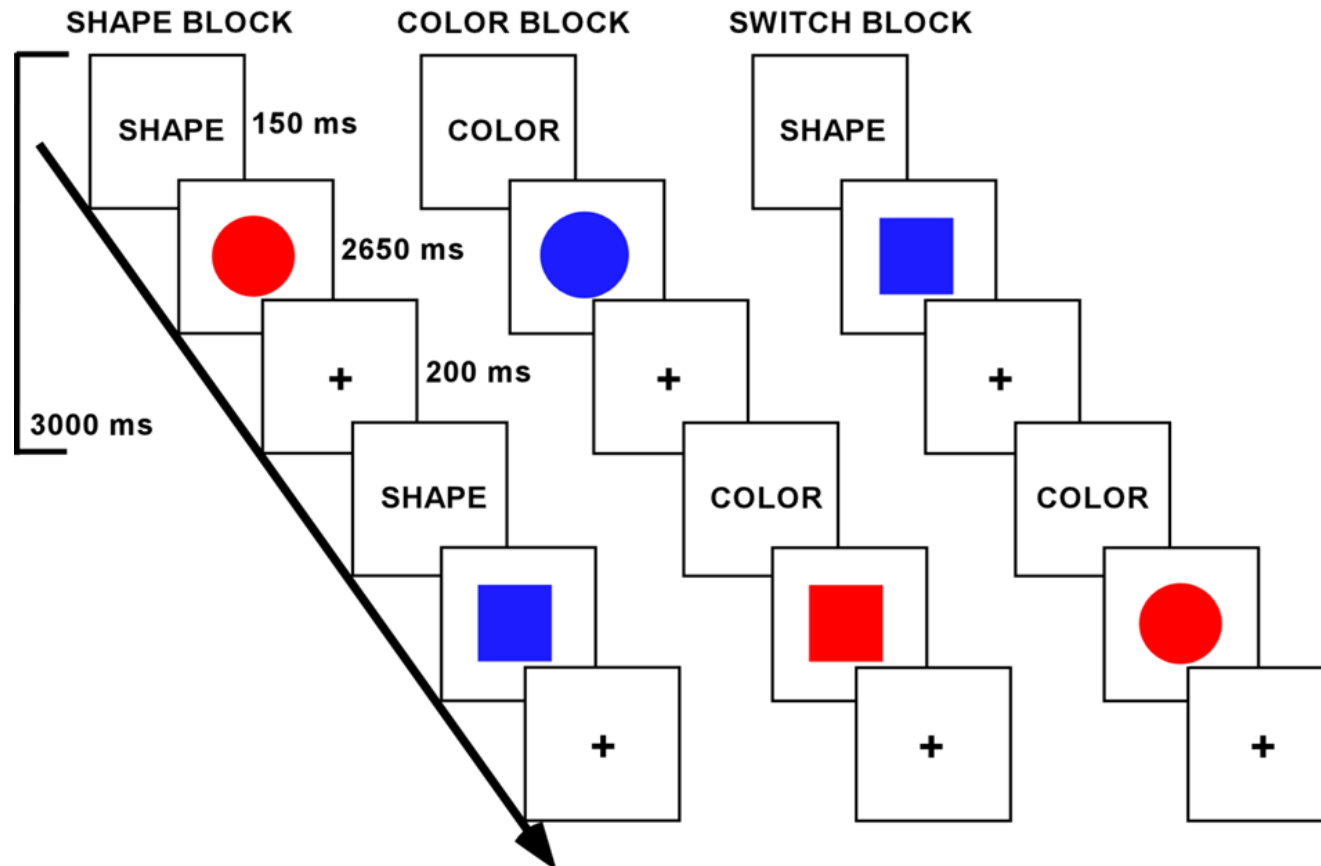 SHAPE BLOCK
COLOR BLOCK
SWITCH BLOCK
SHAPE
150 ms
COLOR
SHAPE
2650 ms
+
200 ms
+
+
3000 ms
SHAPE
COLOR
COLOR
+
+
+